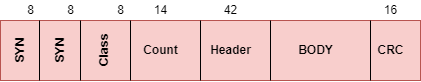 8 8 8 14 42 16
SYN SYN Class Count Header BODY CRC